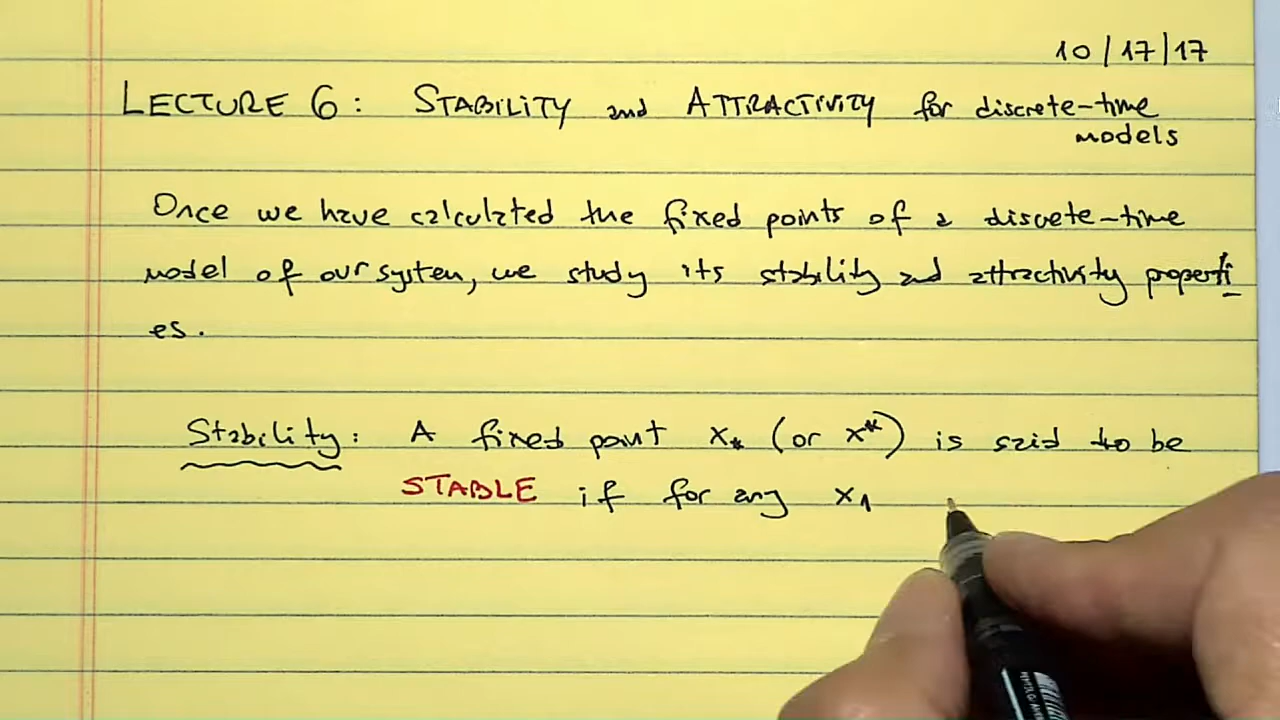 10/17/17
LECTURE 6: STABILITY and ATTRACTIVITY for discrete-time
models
Once we have calculated the fixed points of a discete-time
model of our system, we study its stability and attractivity properti
es.
Stability: A fixed point x* (or x*) is said to be
STABLE if for any x1